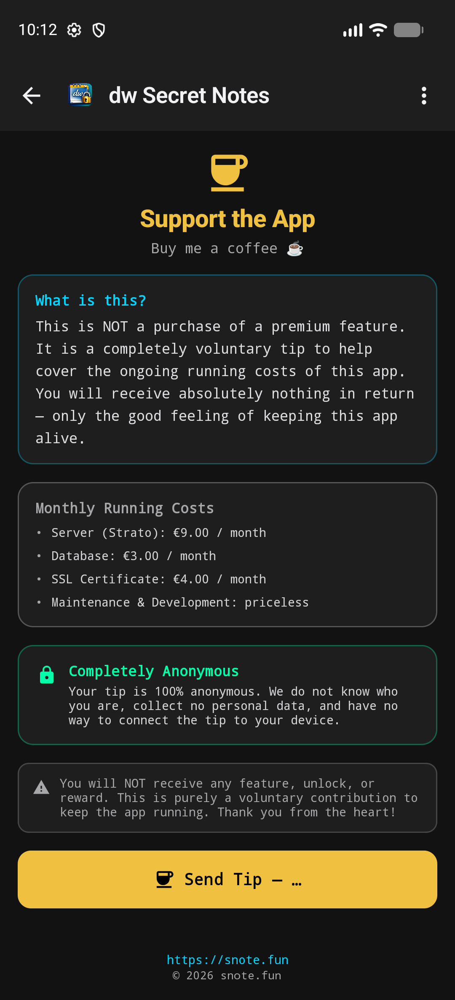 10:12
dw Secret Notes
Support the App
Buy me a coffee ☕
What is this?
This is NOT a purchase of a premium feature.
It is a completely voluntary tip to help
cover the ongoing running costs of this app.
You will receive absolutely nothing in return
— only the good feeling of keeping this app
alive.
Monthly Running Costs
• Server (Strato): €9.00 / month
• Database: €3.00 / month
• SSL Certificate: €4.00 / month
• Maintenance & Development: priceless
Completely Anonymous
Your tip is 100% anonymous. We do not know who
you are, collect no personal data, and have no
way to connect the tip to your device.
You will NOT receive any feature, unlock, or
reward. This is purely a voluntary contribution to
keep the app running. Thank you from the heart!
Send Tip — …
https://snote.fun
© 2026 snote.fun